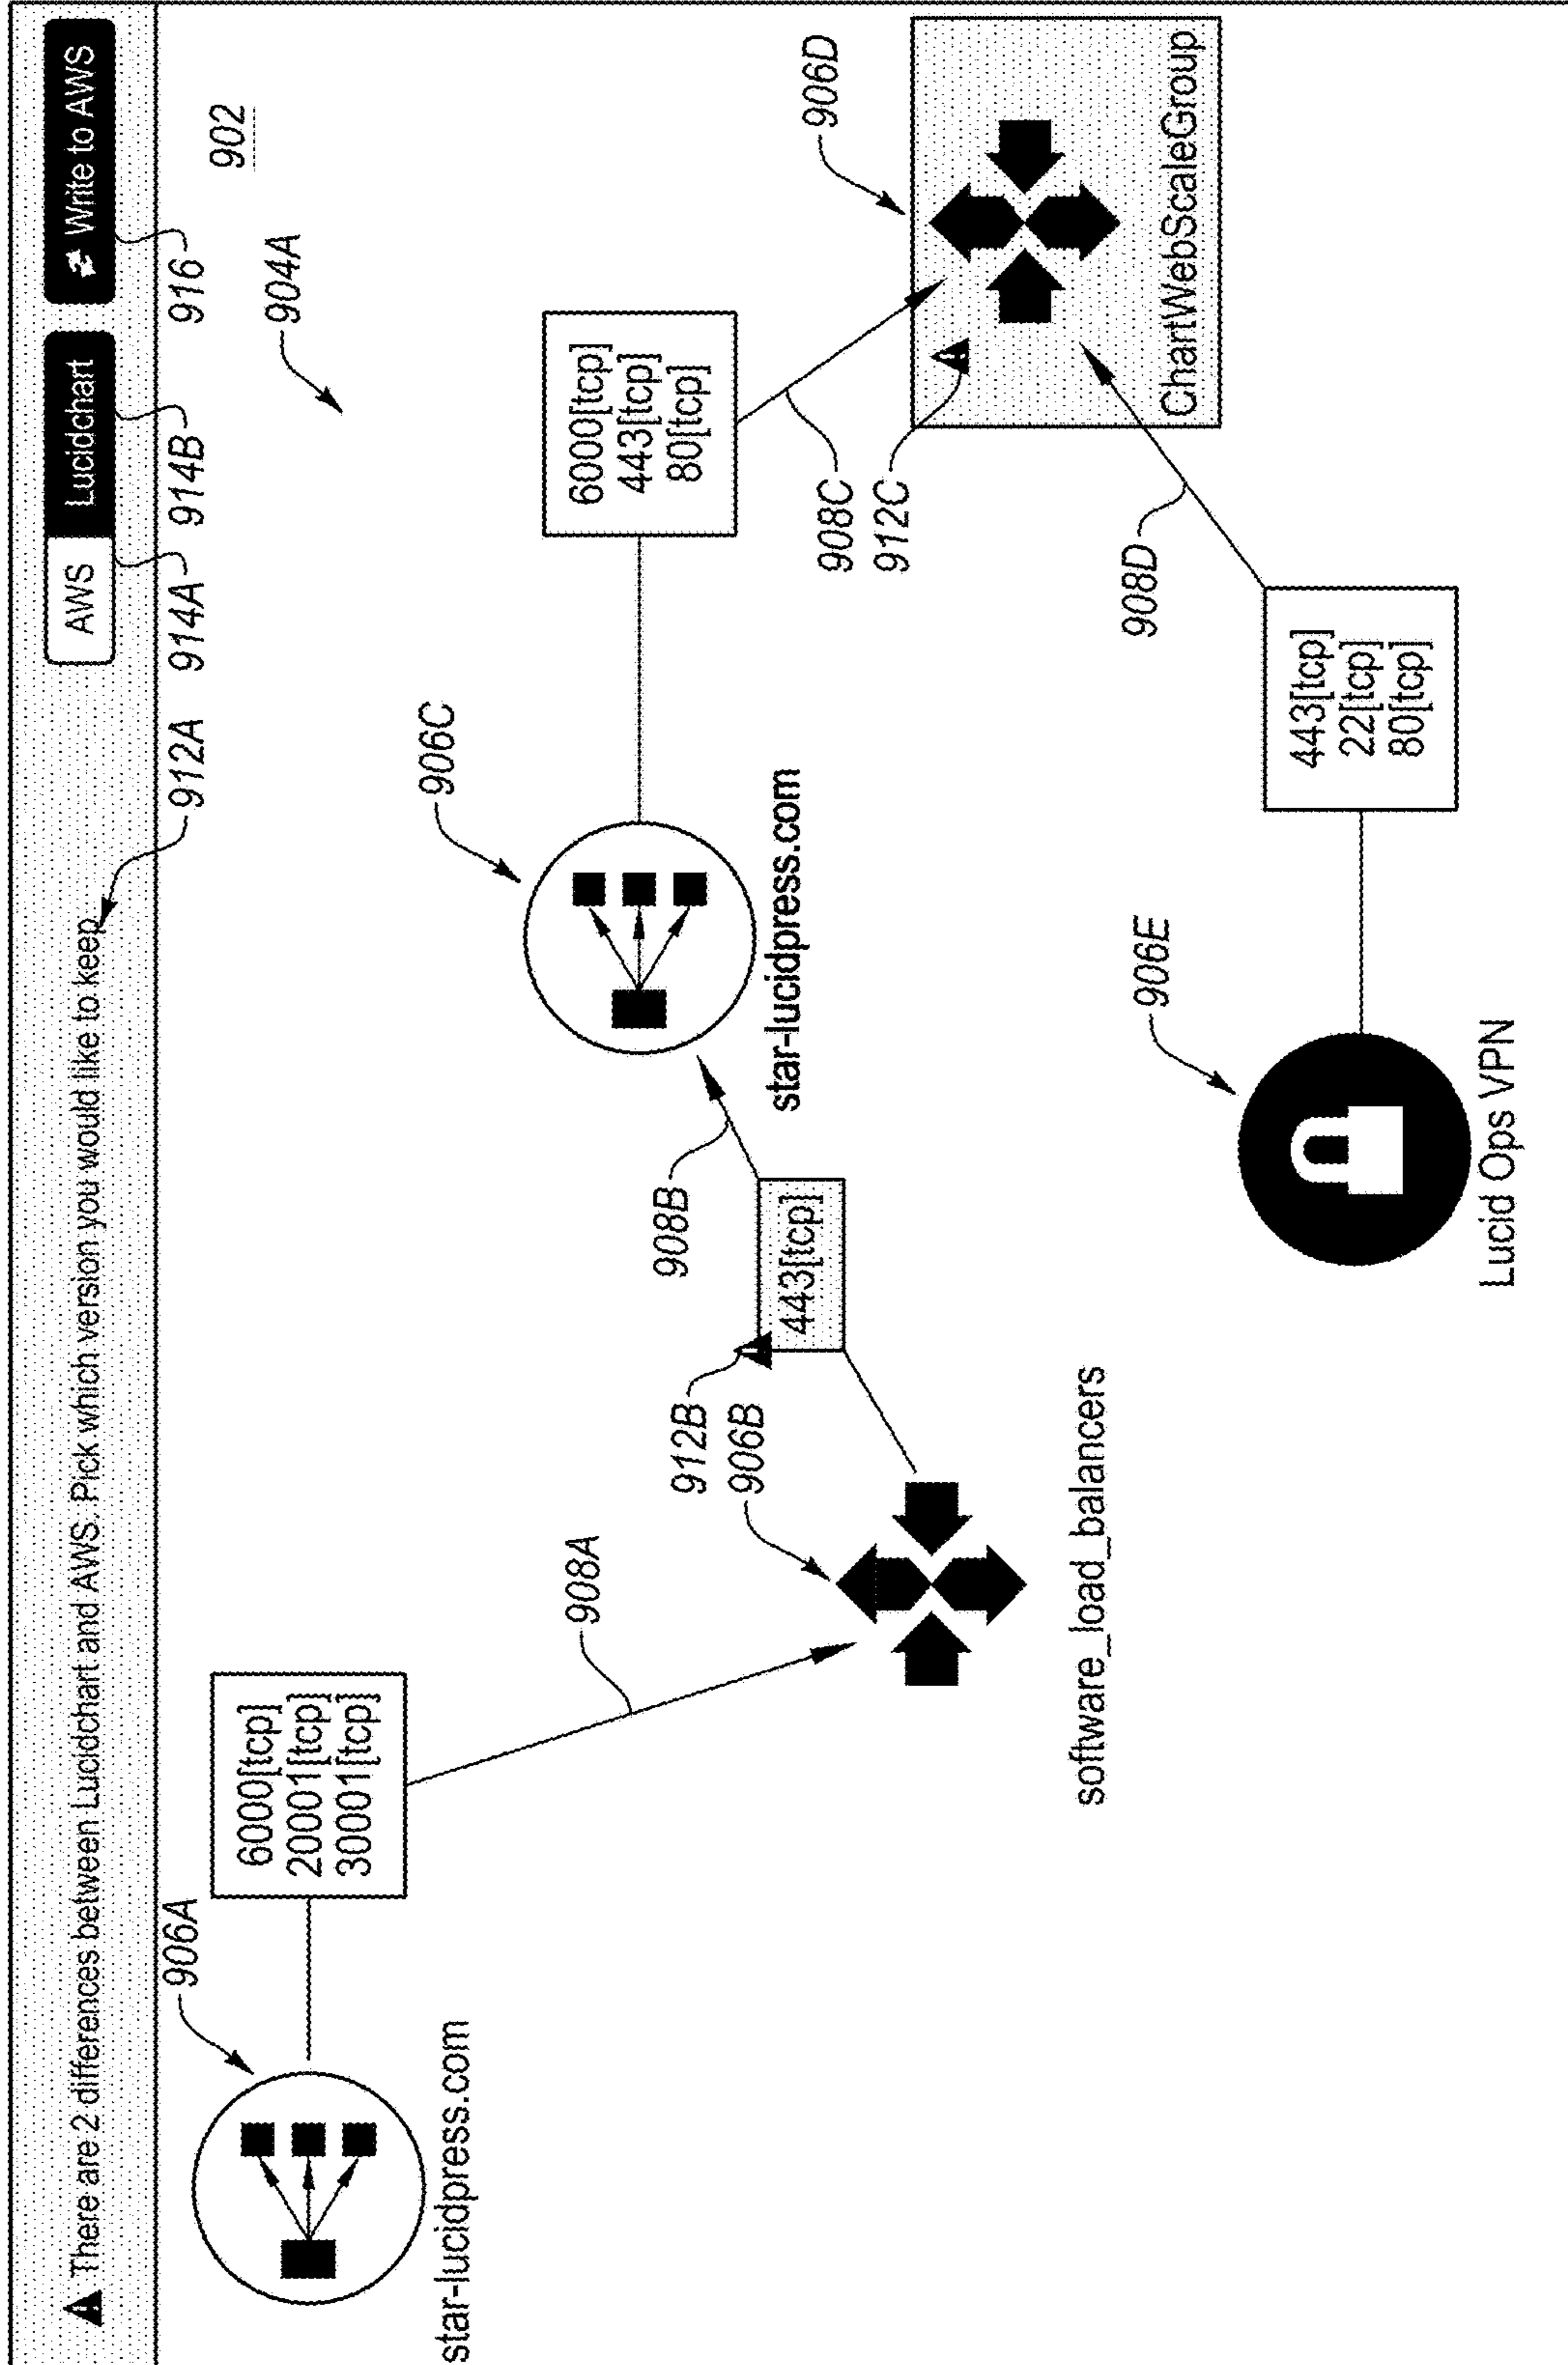 There are 2 differences between Lucidchart and AWS. Pick which version you would like to keep
AWS
Lucidchart
Write to AWS
912A
914A
914B
916
902
904A
906A
6000[tcp]
20001[tcp]
30001[tcp]
star-lucidpress.com
908A
912B
906B
software_load_balancers
443[tcp]
908B
906C
star-lucidpress.com
6000[tcp]
443[tcp]
80[tcp]
908C
912C
906D
ChartWebScaleGroup
908D
906E
443[tcp]
22[tcp]
80[tcp]
Lucid Ops VPN